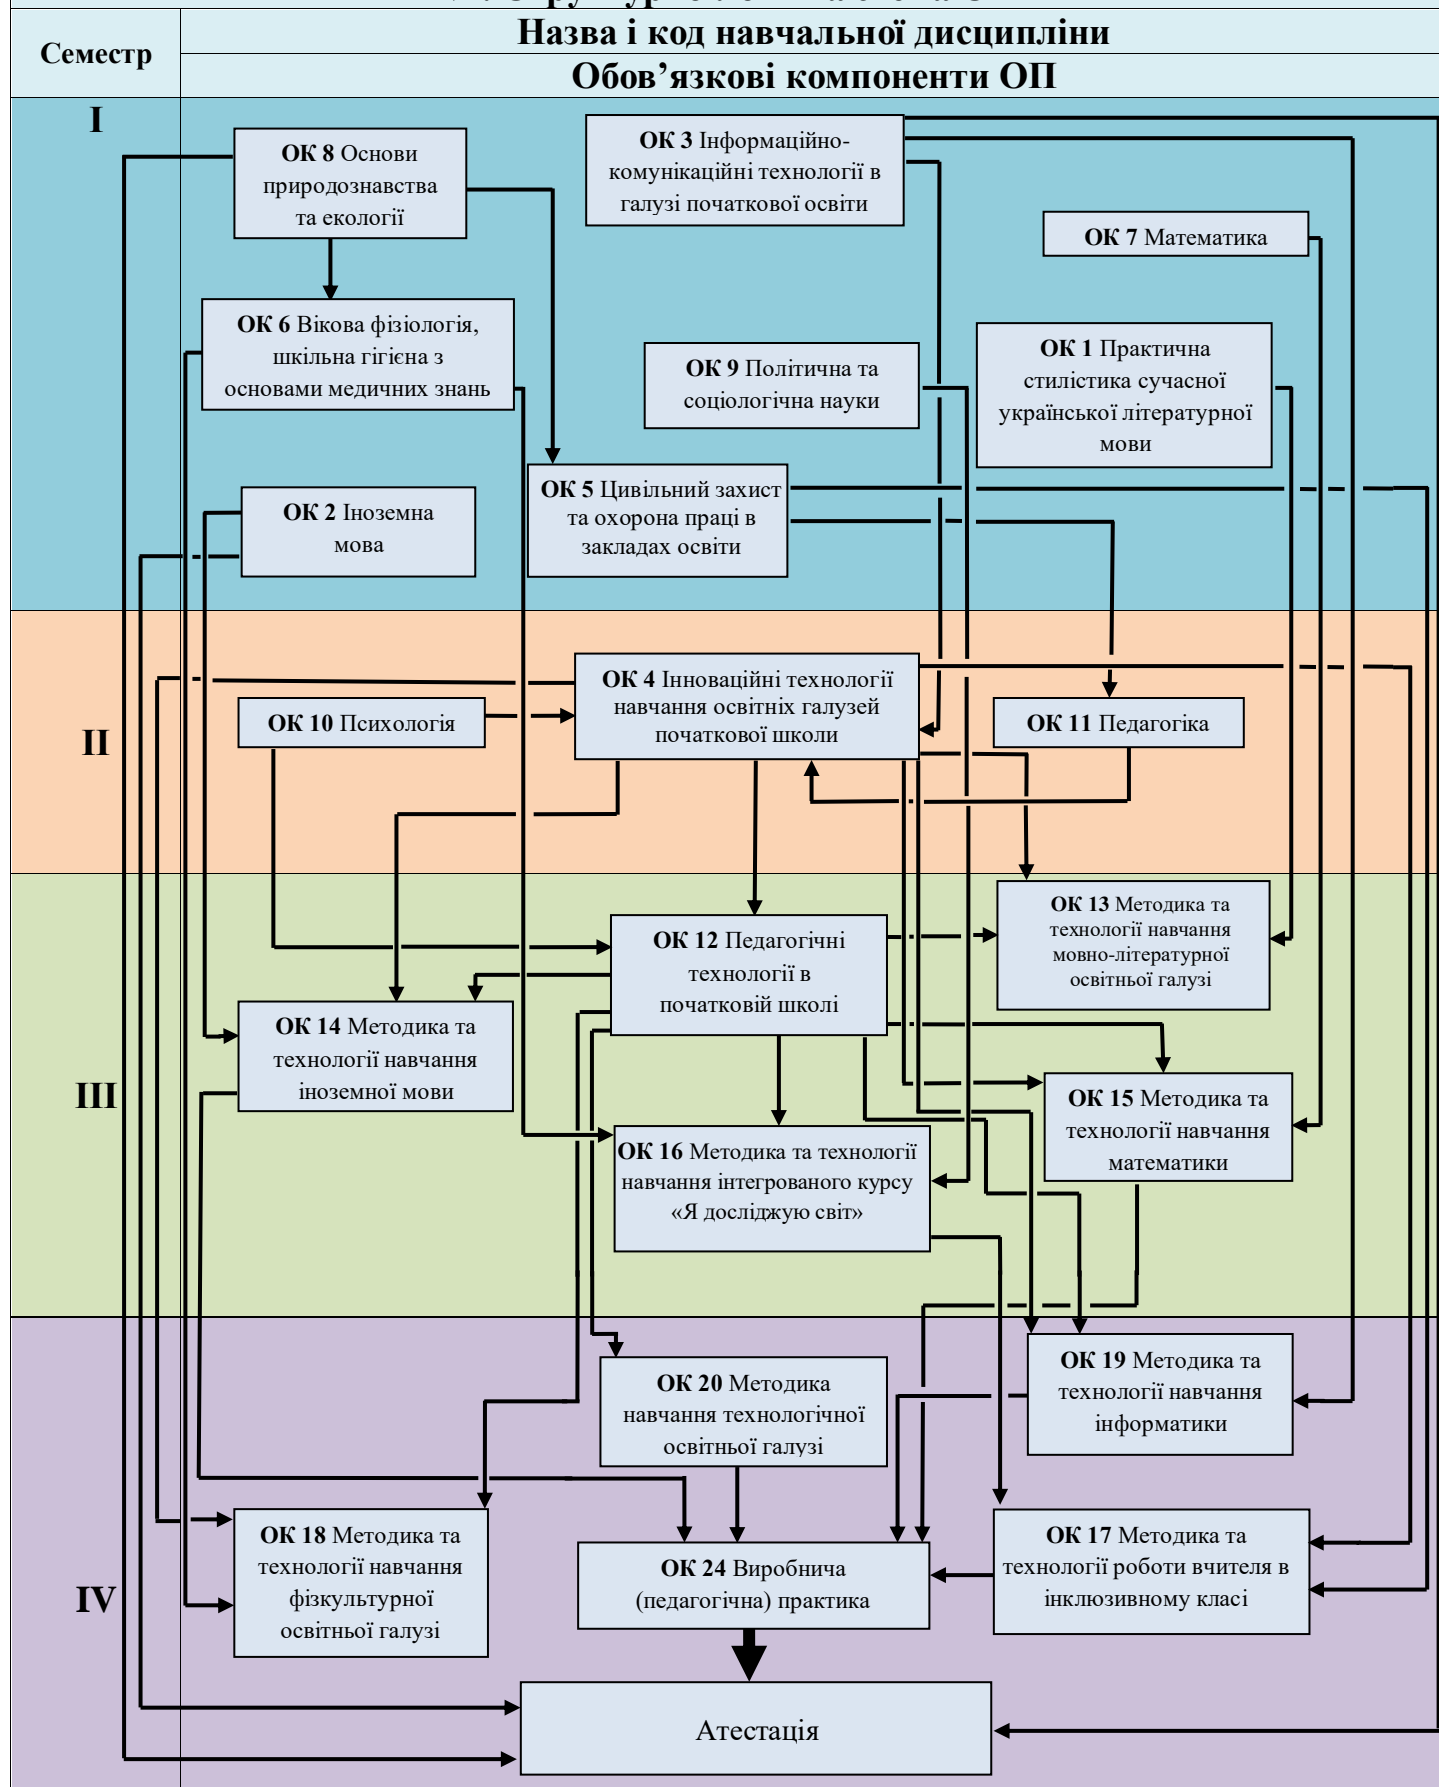 Назва і код навчальної дисципліни
Семестр
Обов’язкові компоненти ОП
I
ОК 8 Основи
природознавства
та екології
ОК 3 Інформаційно-
комунікаційні технології в
галузі початкової освіти
ОК 7 Математика
ОК 6 Вікова фізіологія,
шкільна гігієна з
основами медичних знань
ОК 9 Політична та
соціологічна науки
ОК 1 Практична
стилістика сучасної
української літературної
мови
ОК 2 Іноземна
мова
ОК 5 Цивільний захист
та охорона праці в
закладах освіти
II
ОК 4 Інноваційні технології
навчання освітніх галузей
початкової школи
ОК 10 Психологія
ОК 11 Педагогіка
III
ОК 12 Педагогічні
технології в
початковій школі
ОК 13 Методика та
технології навчання
мовно-літературної
освітньої галузі
ОК 14 Методика та
технології навчання
іноземної мови
ОК 15 Методика та
технології навчання
математики
ОК 16 Методика та технології
навчання інтегрованого курсу
«Я досліджую світ»
IV
ОК 20 Методика
навчання технологічної
освітньої галузі
ОК 19 Методика та
технології навчання
інформатики
ОК 18 Методика та
технології навчання
фізкультурної
освітньої галузі
ОК 24 Виробнича
(педагогічна) практика
ОК 17 Методика та
технології роботи вчителя в
інклюзивному класі
Атестація